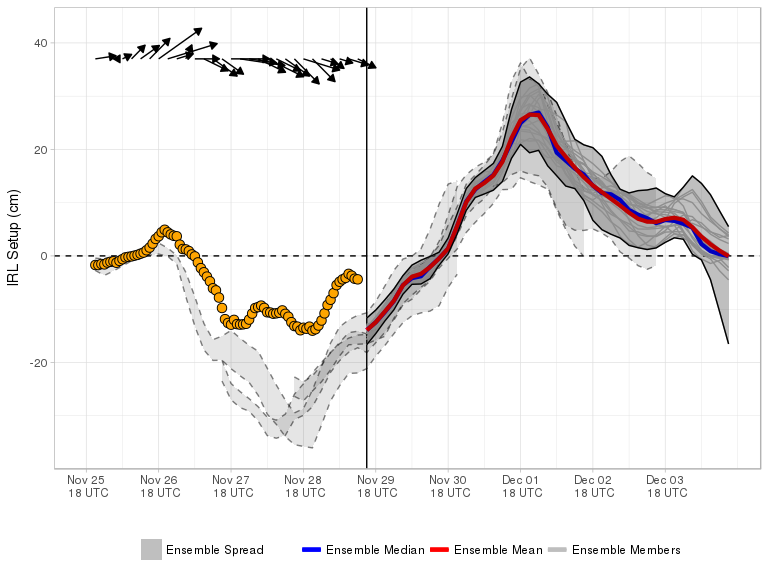 IRL Setup (cm)
40
20
0
-20
Nov 25 Nov 26 Nov 27 Nov 28 Nov 29 Nov 30 Dec 01 Dec 02 Dec 03
18 UTC 18 UTC 18 UTC 18 UTC 18 UTC 18 UTC 18 UTC 18 UTC 18 UTC
Ensemble Spread Ensemble Median Ensemble Mean Ensemble Members